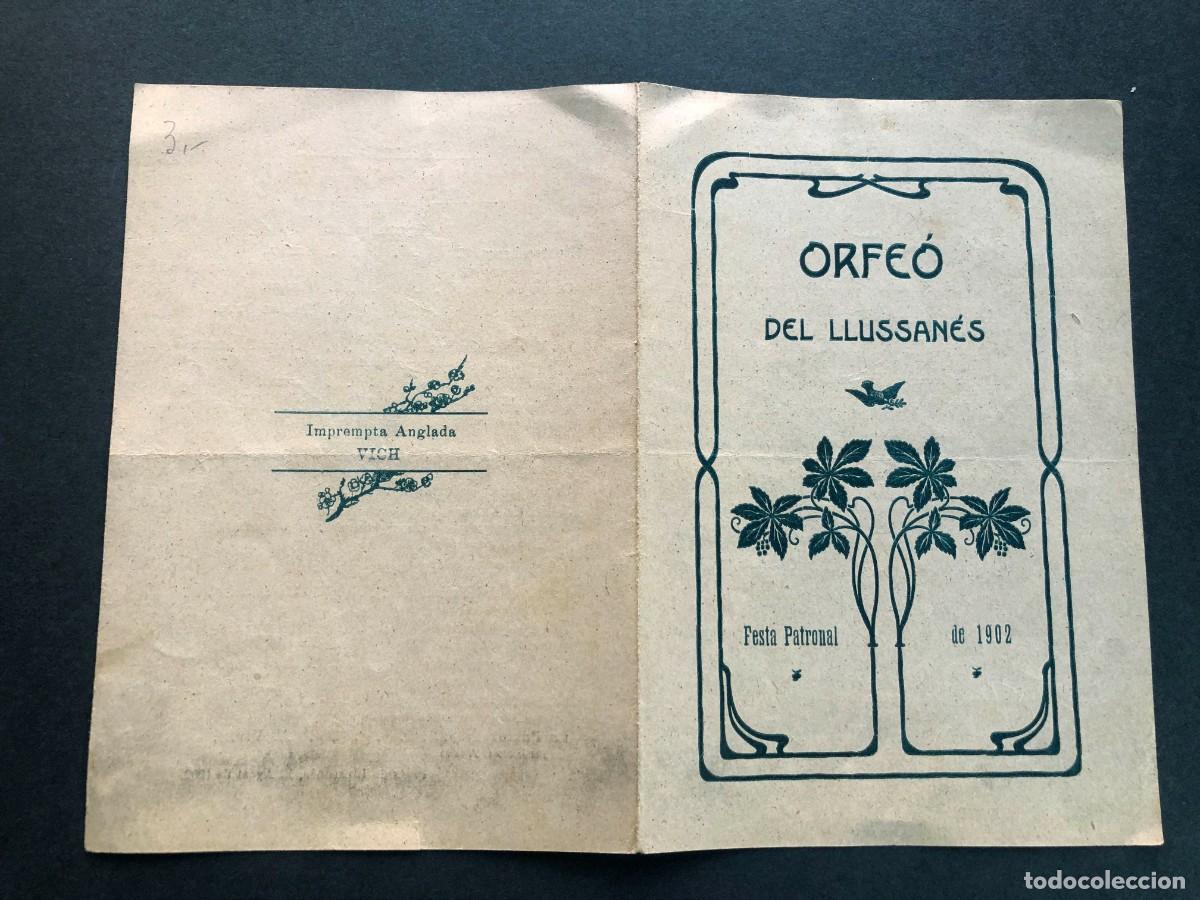 3,-
Imprempta Anglada
VICH
ORFEÓ
DEL LLUSSANÉS
Festa Patronal de 1902
todocoleccion